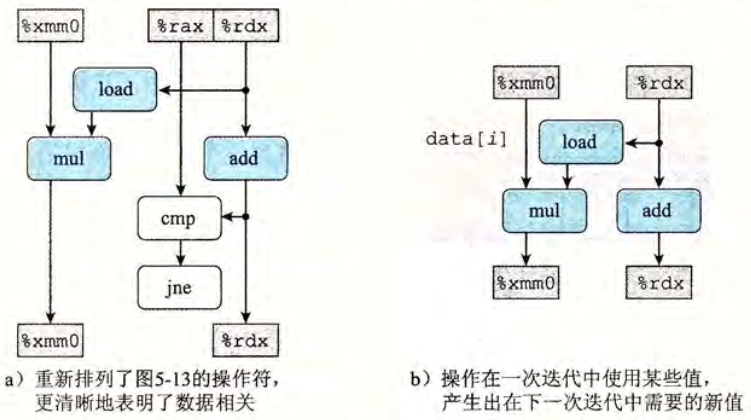 %xmm0 %rax %rdx
load
mul add
cmp
jne
%xmm0 %rdx
a）重新排列了图5-13的操作符，
更清晰地表明了数据相关
%xmm0 %rdx
data[i] load
mul add
%xmm0 %rdx
b）操作在一次迭代中使用某些值，
产生出在下一次迭代中需要的新值